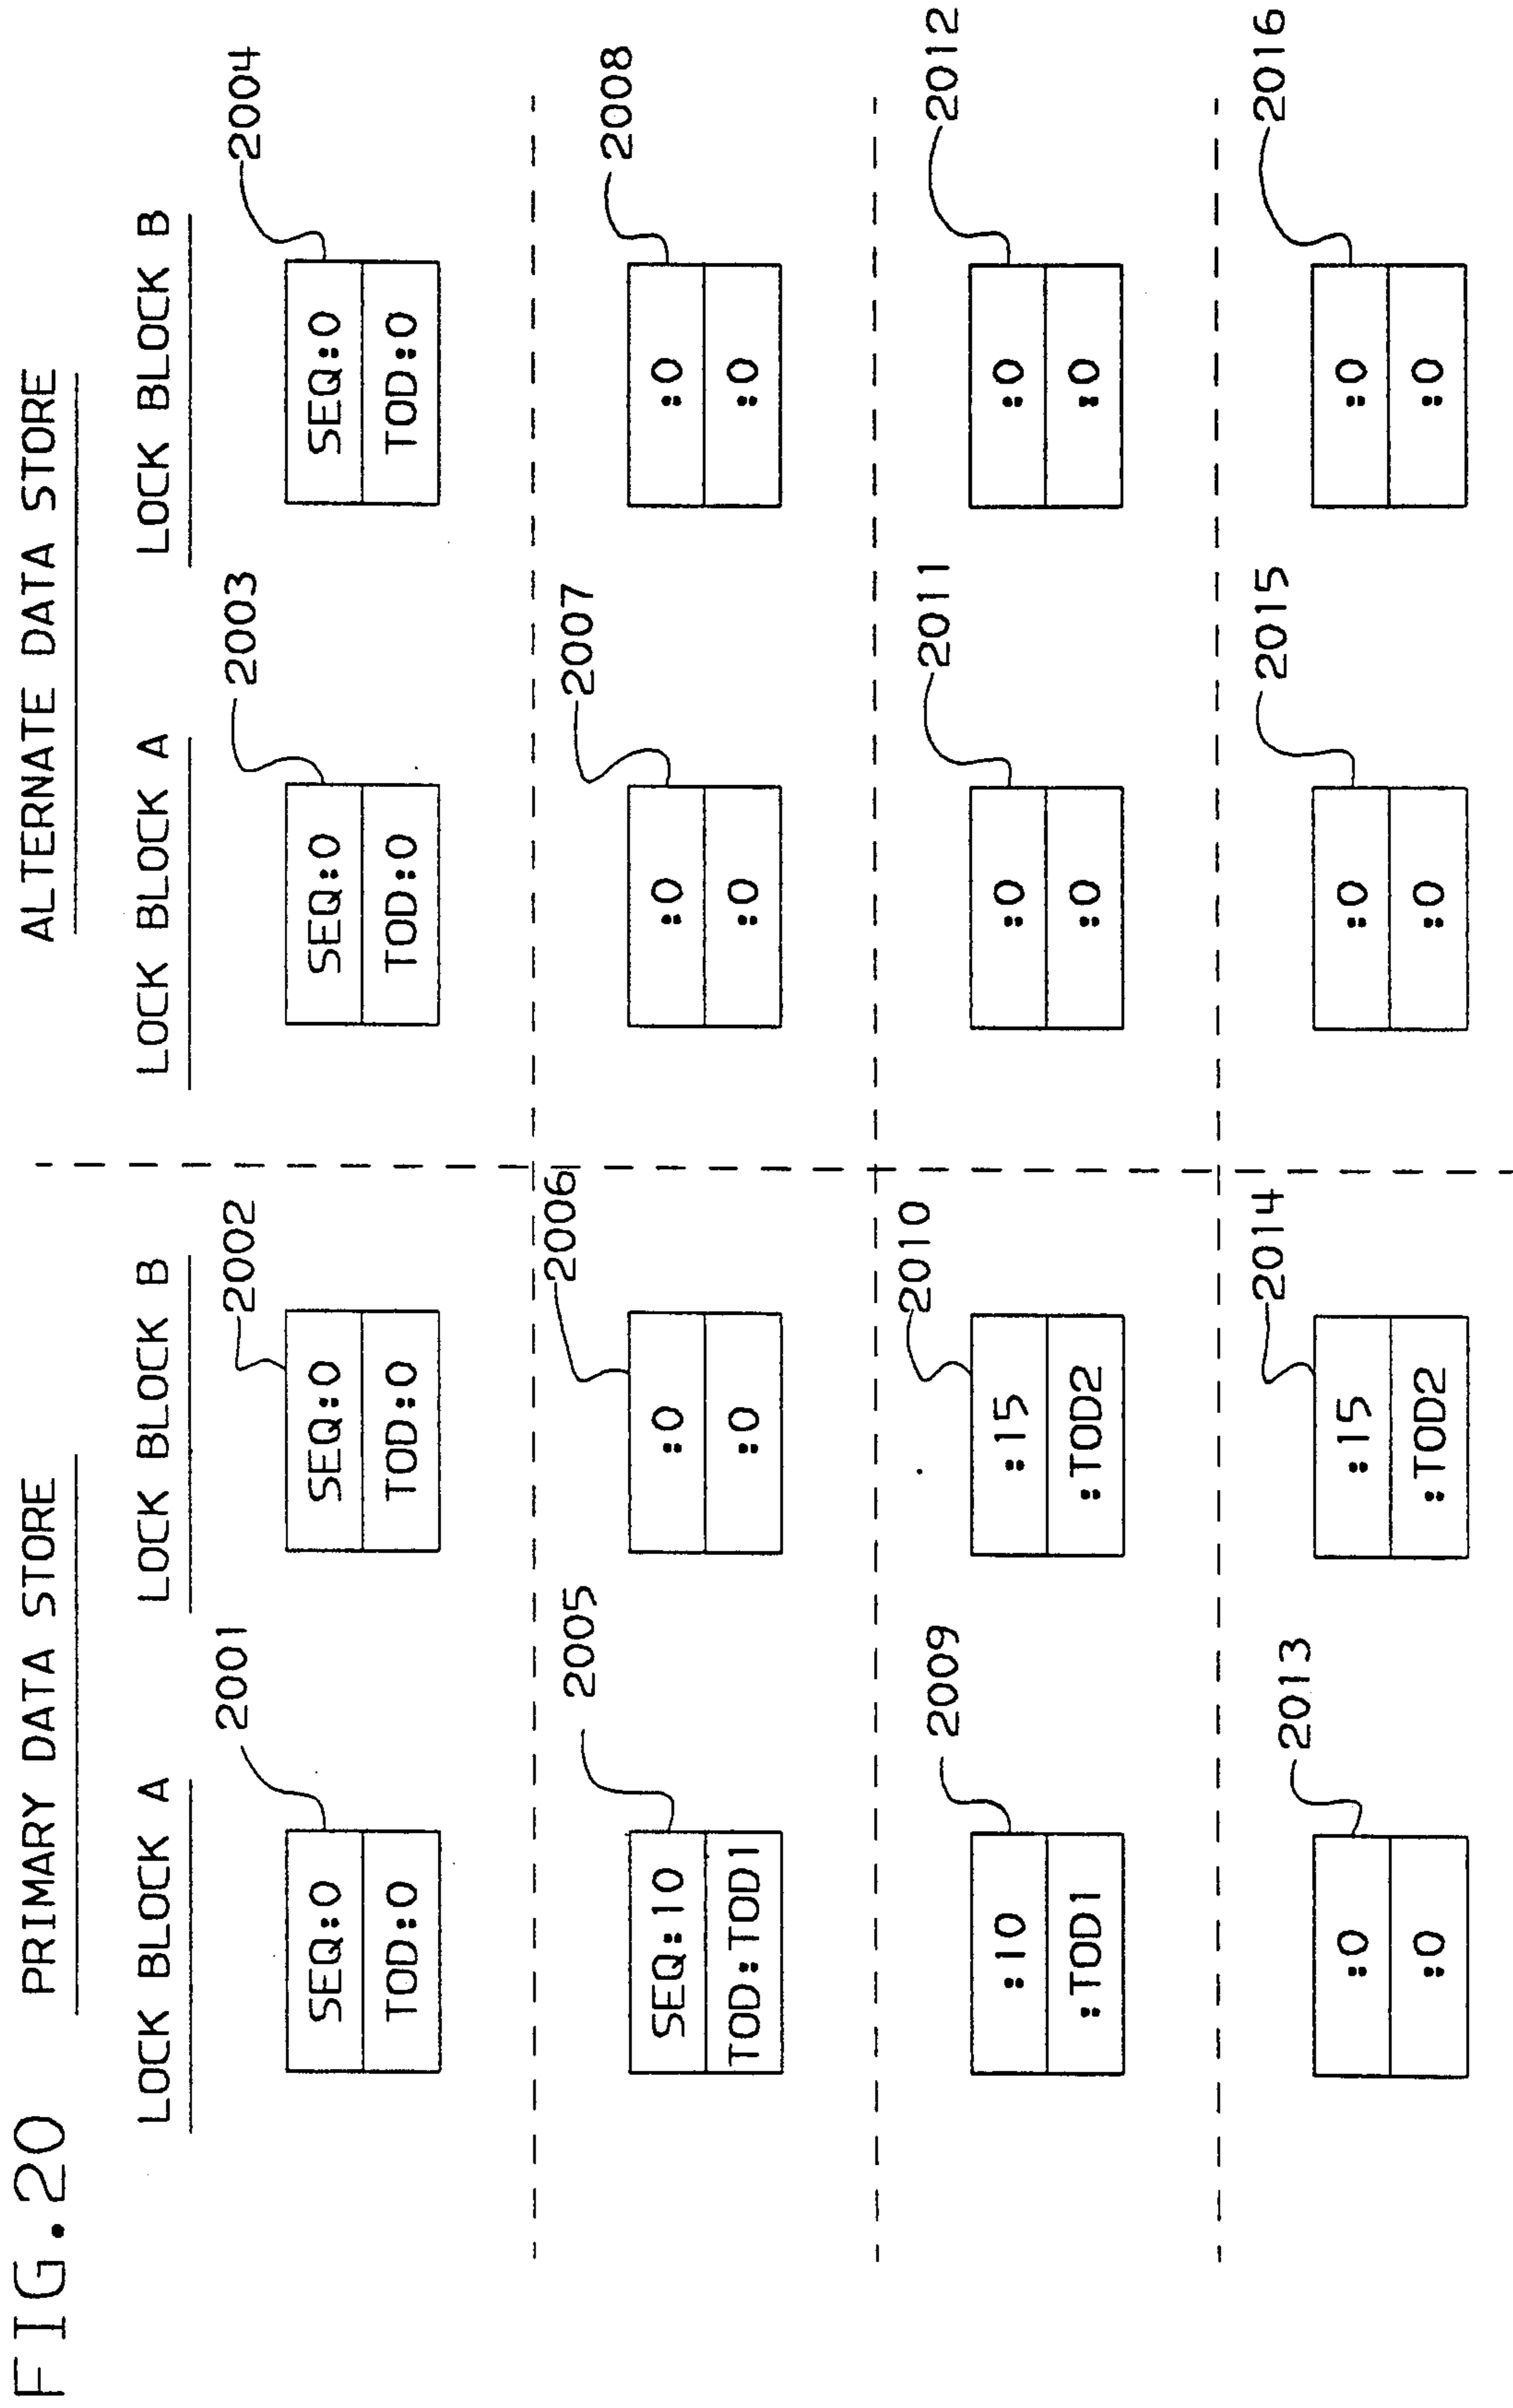 FIG.20
PRIMARY DATA STORE
ALTERNATE DATA STORE
LOCK BLOCK A
LOCK BLOCK B
LOCK BLOCK A
LOCK BLOCK B
2001
2002
2003
2004
SEQ:0
TOD:0
SEQ:0
TOD:0
SEQ:0
TOD:0
SEQ:0
TOD:0
2005
2006
2007
2008
SEQ:10
TOD:TOD1
:0
:0
:0
:0
:0
:0
2009
2010
2011
2012
:10
:TOD1
:15
:TOD2
:0
:0
:0
:0
2013
2014
2015
2016
:0
:0
:15
:TOD2
:0
:0
:0
:0